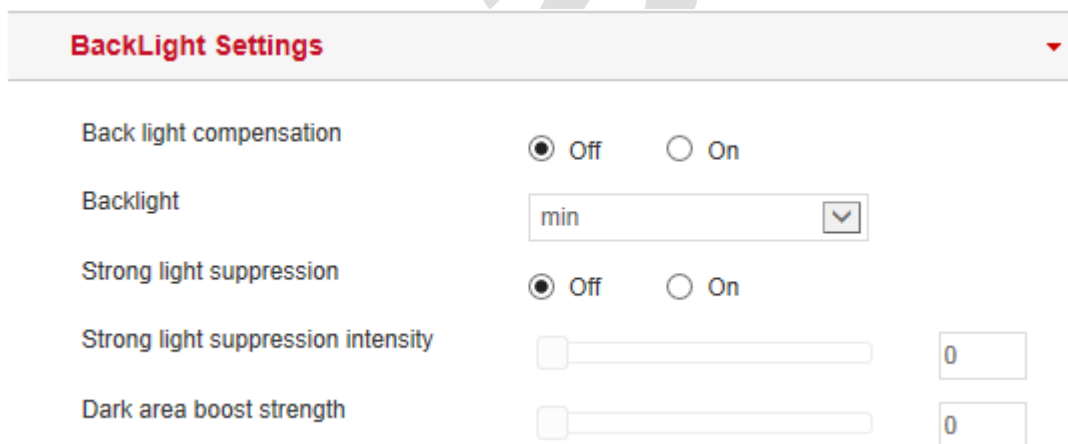 BackLight Settings
Back light compensation
Off On
Backlight
min
Strong light suppression
Off On
Strong light suppression intensity
0
Dark area boost strength
0